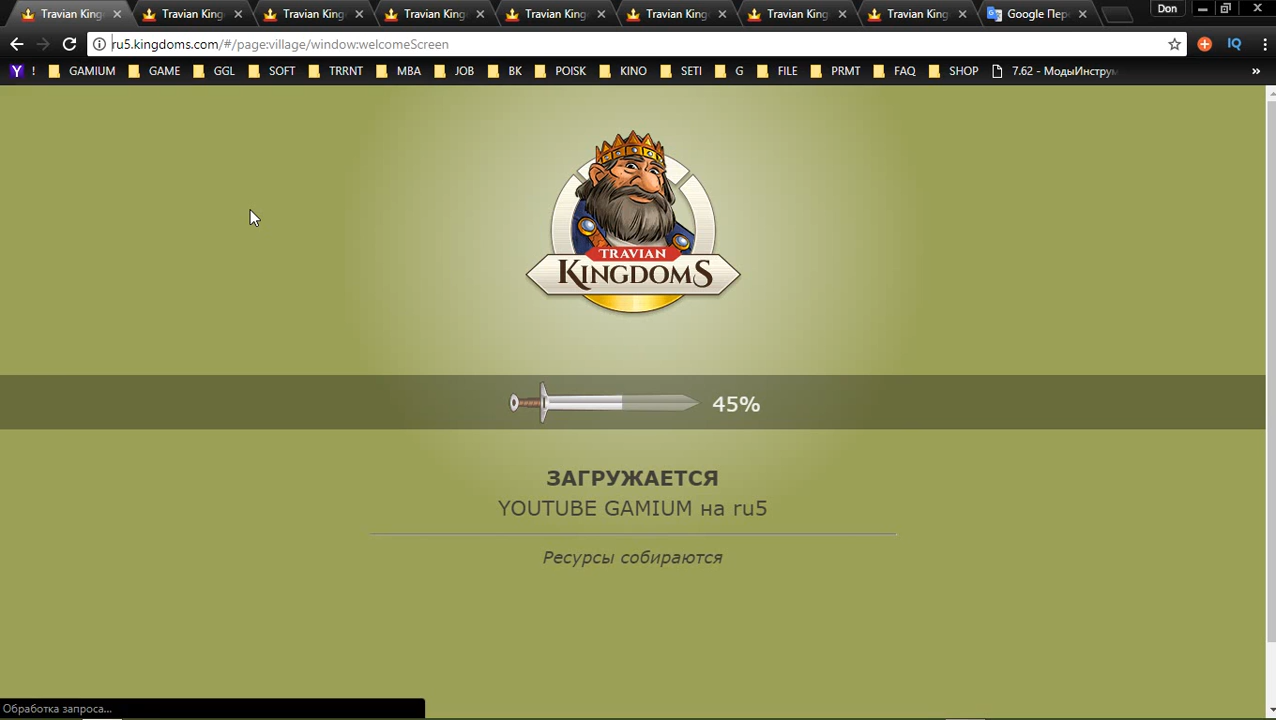 Travian King
Travian King
Travian King
Travian King
Travian King
Travian King
Travian King
Travian King
Google Пер
Don
ru5.kingdoms.com/#/page:village/window:welcomeScreen
IQ
Y ! GAMIUM GAME GGL SOFT TRRNT MBA JOB BK POISK KINO SETI G FILE PRMT FAQ SHOP 7.62 - МодыИнструм »
TRAVIAN
KINGDOMS
45%
ЗАГРУЖАЕТСЯ
YOUTUBE GAMIUM на ru5
Ресурсы собираются
Обработка запроса...